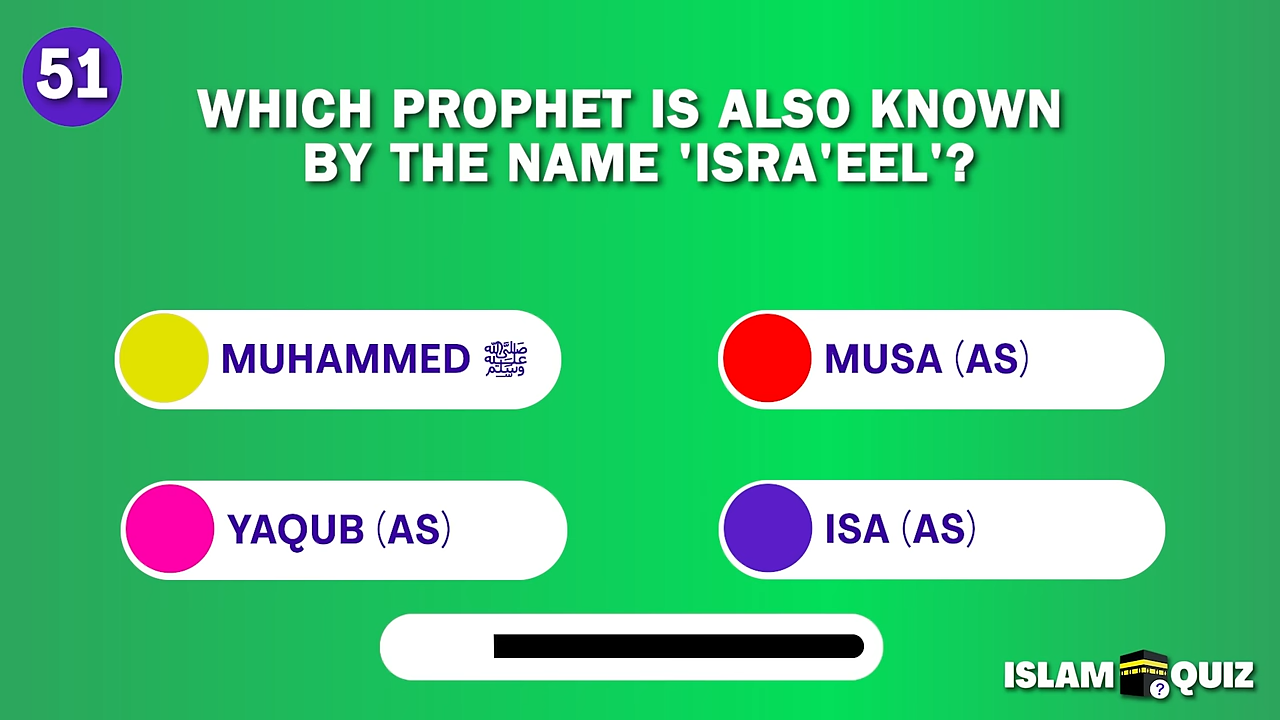 51
WHICH PROPHET IS ALSO KNOWN
BY THE NAME 'ISRA'EEL'?
MUHAMMED ﷺ
MUSA (AS)
YAQUB (AS)
ISA (AS)
ISLAM ? QUIZ